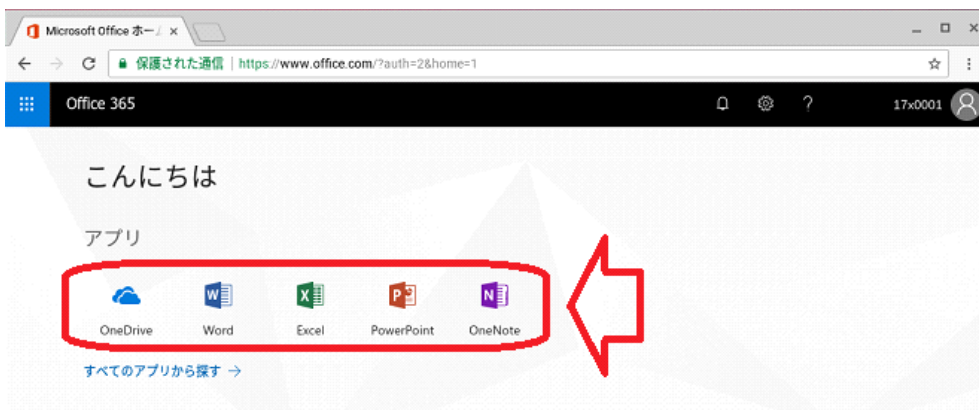 Microsoft Office ホーム ×
保護された通信 | https://www.office.com/?auth=2&home=1
Office 365 ? 17x0001
こんにちは
アプリ
OneDrive Word Excel PowerPoint OneNote
すべてのアプリから探す →